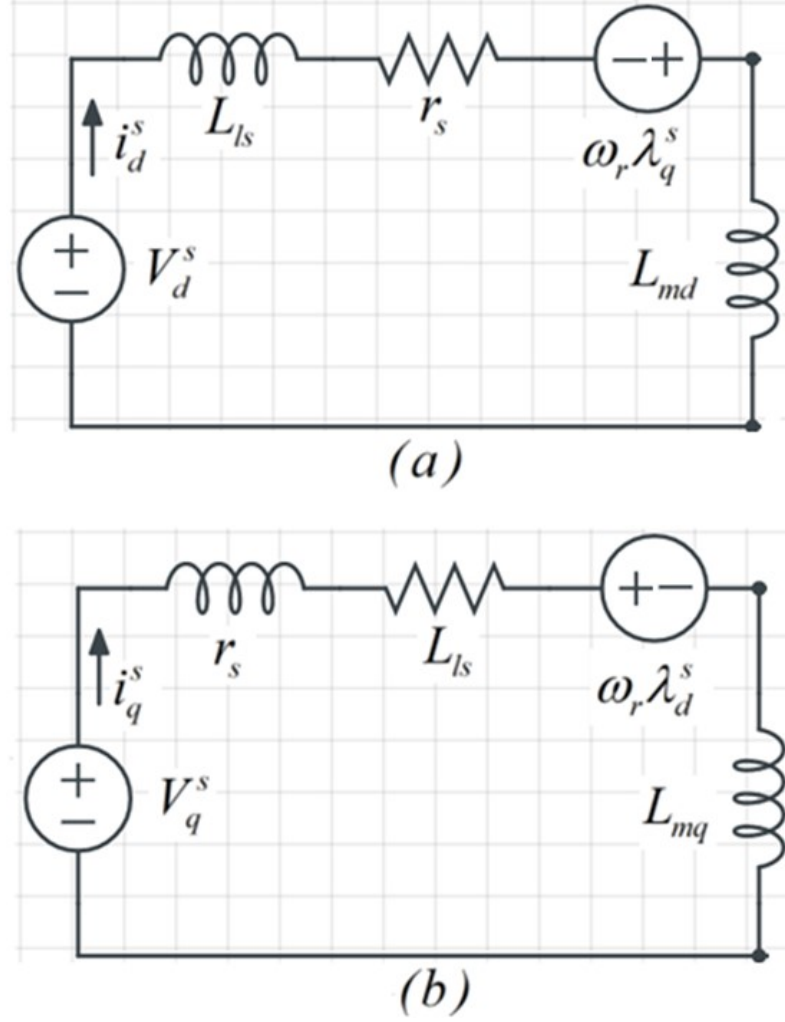 L_ls
r_s
−+
i_d^s
ω_r λ_q^s
+
−
V_d^s
L_md
(a)
r_s
L_ls
+−
i_q^s
ω_r λ_d^s
+
−
V_q^s
L_mq
(b)